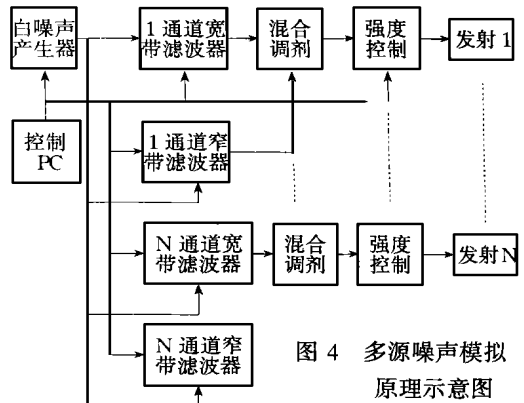 白噪声
产生器
1通道宽
带滤波器
混合
调剂
强度
控制
发射1
控制
PC
1通道窄
带滤波器
N通道宽
带滤波器
混合
调剂
强度
控制
发射N
N通道窄
带滤波器
图4 多源噪声模拟
原理示意图